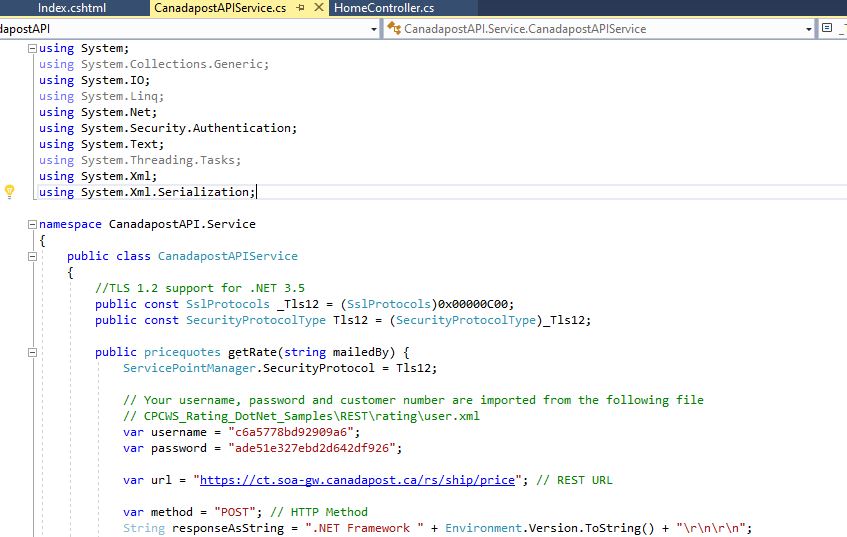 Index.cshtml CanadapostAPIService.cs HomeController.cs
dapostAPI CanadapostAPI.Service.CanadapostAPIService
using System;
using System.Collections.Generic;
using System.IO;
using System.Linq;
using System.Net;
using System.Security.Authentication;
using System.Text;
using System.Threading.Tasks;
using System.Xml;
using System.Xml.Serialization;
namespace CanadapostAPI.Service
{
public class CanadapostAPIService
{
//TLS 1.2 support for .NET 3.5
public const SslProtocols _Tls12 = (SslProtocols)0x00000C00;
public const SecurityProtocolType Tls12 = (SecurityProtocolType)_Tls12;
public pricequotes getRate(string mailedBy) {
ServicePointManager.SecurityProtocol = Tls12;
// Your username, password and customer number are imported from the following file
// CPCWS_Rating_DotNet_Samples\REST\rating\user.xml
var username = "c6a5778bd92909a6";
var password = "ade51e327ebd2d642df926";
var url = "https://ct.soa-gw.canadapost.ca/rs/ship/price"; // REST URL
var method = "POST"; // HTTP Method
String responseAsString = ".NET Framework " + Environment.Version.ToString() + "\r\n\r\n";